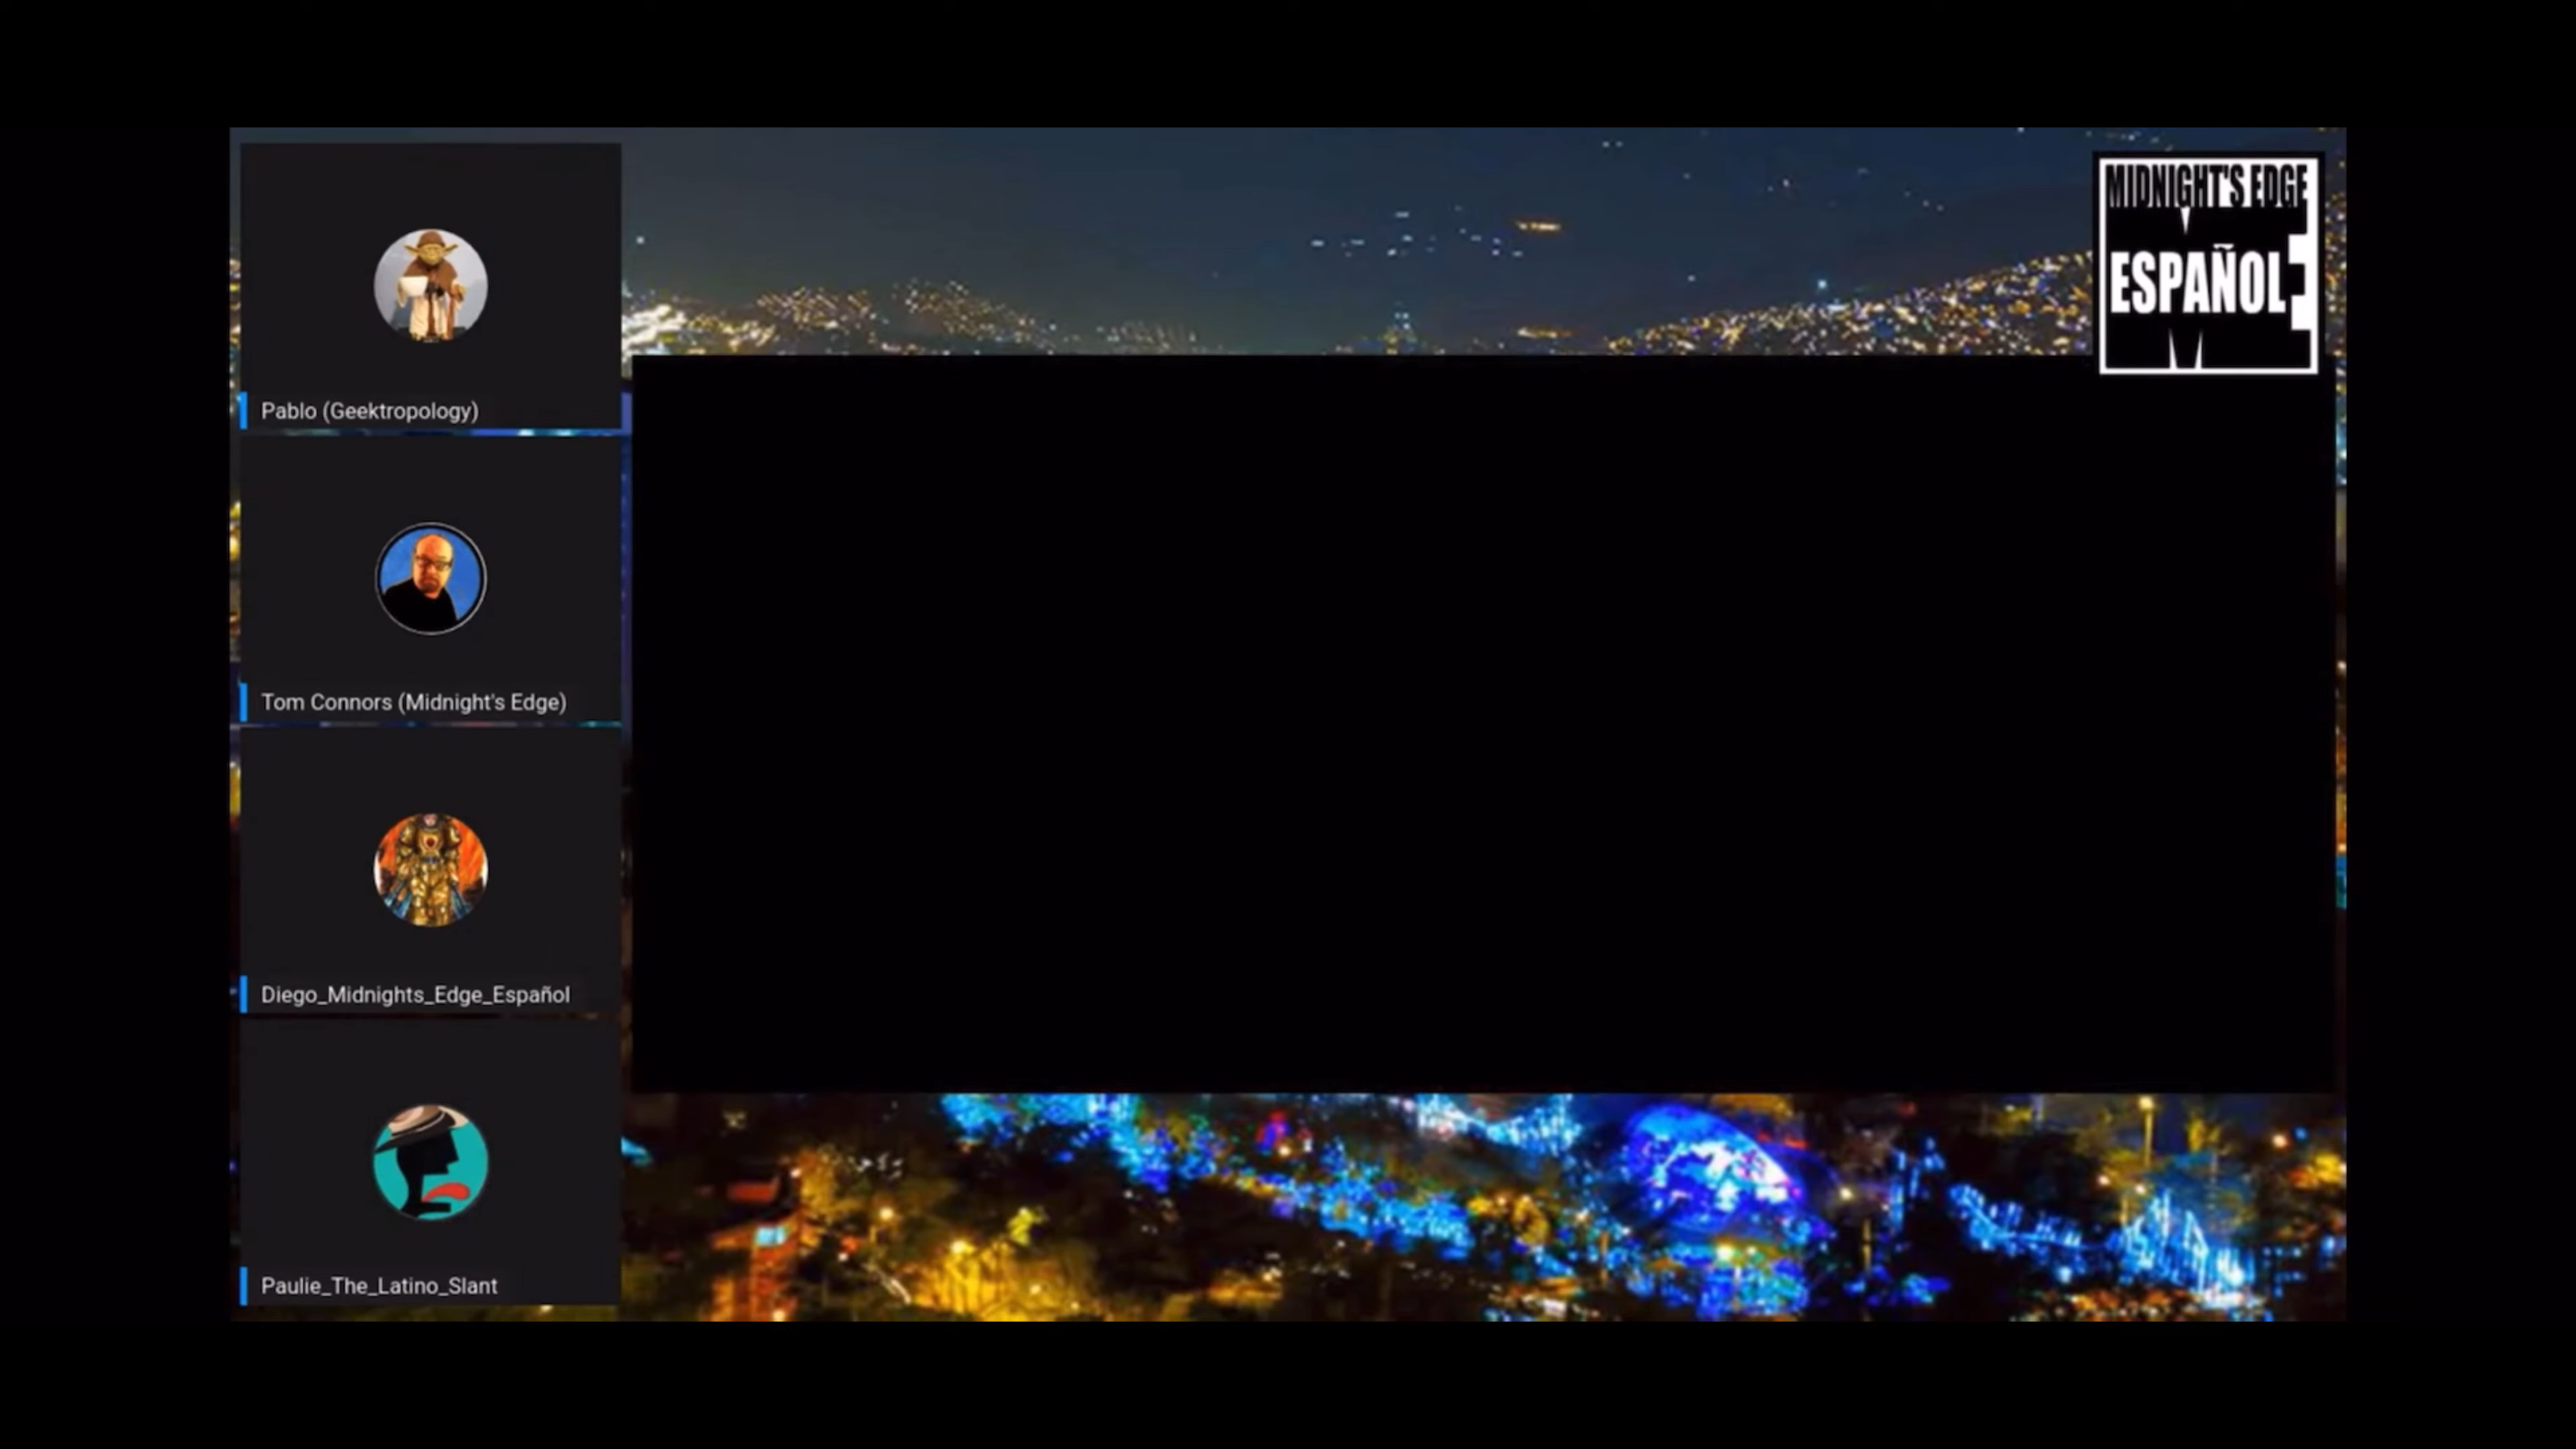 Pablo (Geektropology)
Tom Connors (Midnight's Edge)
Diego_Midnights_Edge_Español
Paulie_The_Latino_Slant
MIDNIGHT'S EDGE
ESPAÑOL